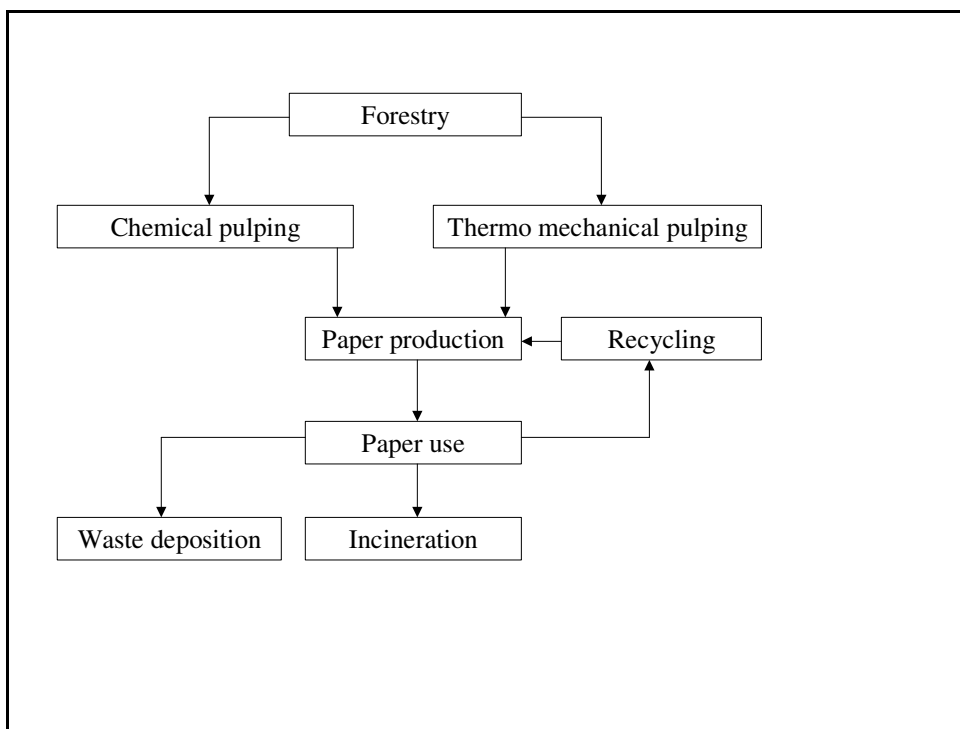 Forestry
Chemical pulping
Thermo mechanical pulping
Paper production
Recycling
Paper use
Waste deposition
Incineration